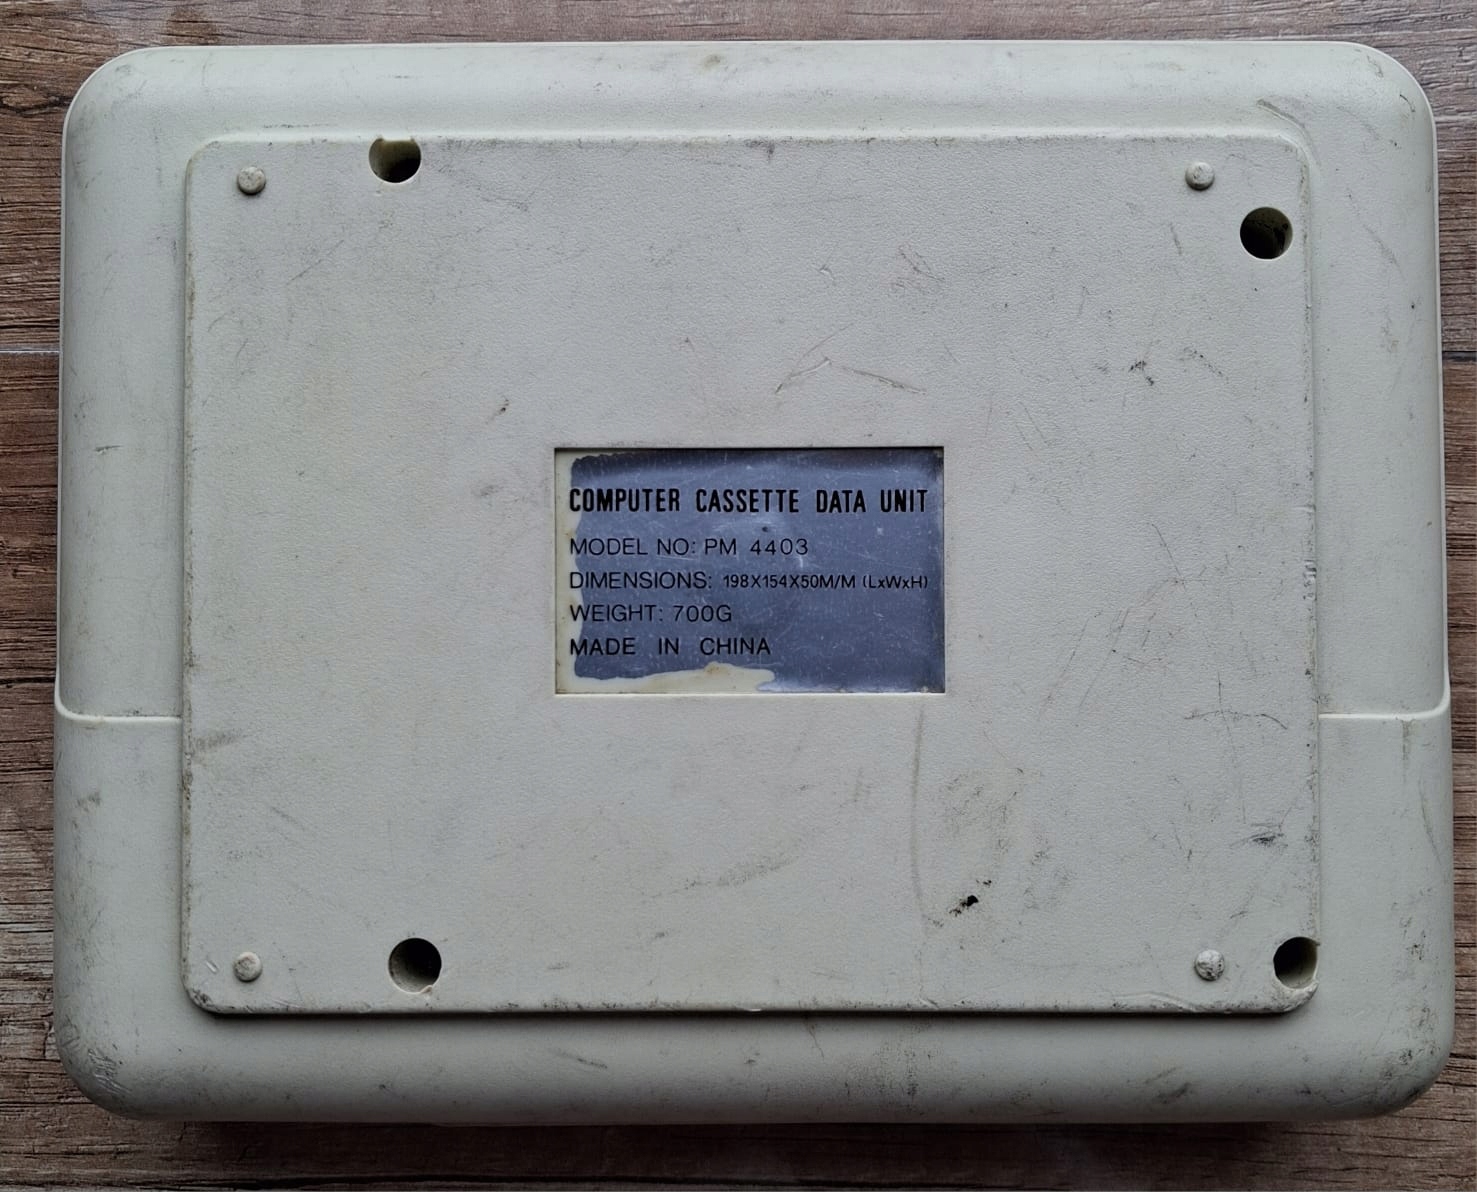 COMPUTER CASSETTE DATA UNIT
MODEL NO: PM 4403
DIMENSIONS: 198X154X50M/M (LxWxH)
WEIGHT: 700G
MADE IN CHINA